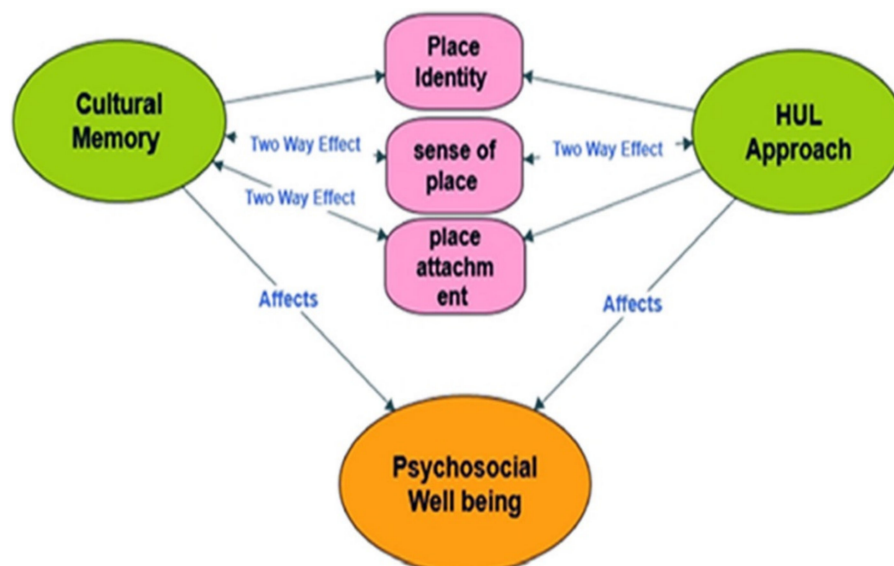 Place
Identity
Cultural
Memory
HUL
Approach
Two Way Effect
sense of
place
Two Way Effect
Two Way Effect
place
attachm
ent
Affects
Affects
Psychosocial
Well being